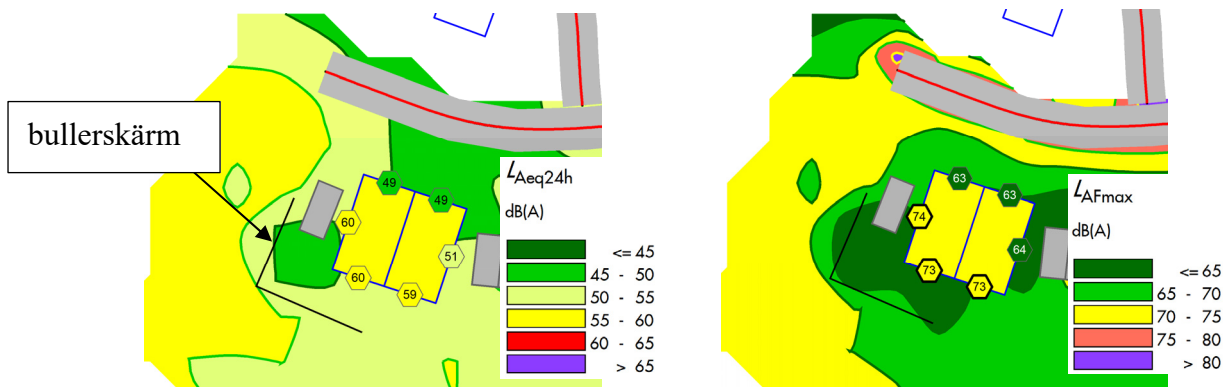 bullerskärm
49
49
60
51
60
59
LAeq24h
dB(A)
<= 45
45 - 50
50 - 55
55 - 60
60 - 65
> 65
63
63
74
64
73
73
LAFmax
dB(A)
<= 65
65 - 70
70 - 75
75 - 80
> 80